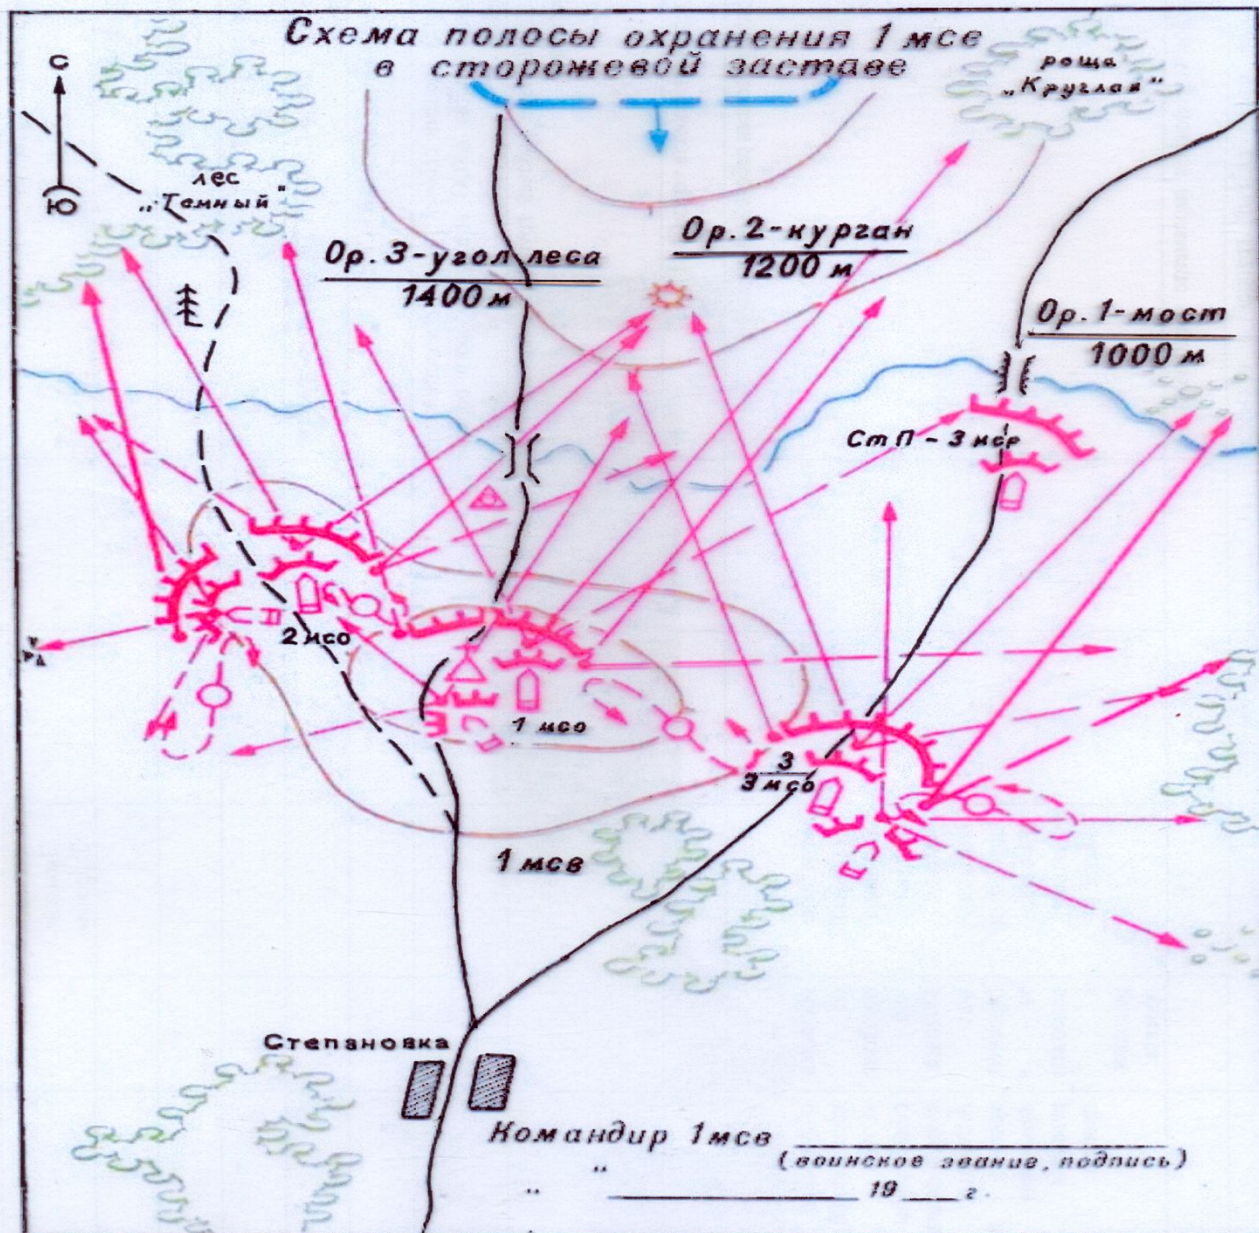 Схема полосы охранения 1 мсв
в сторожевой заставе
С
Ю
роща
„Круглая"
лес
„Темный"
Ор. 3-угол леса
1400 м
Ор. 2-курган
1200 м
Ор. 1-мост
1000 м
СтП-3 мср
2 мсо
1 мсо
3
3 мсо
1 мсв
Степановка
Командир 1 мсв
(воинское звание, подпись)
„
„ 19 г.